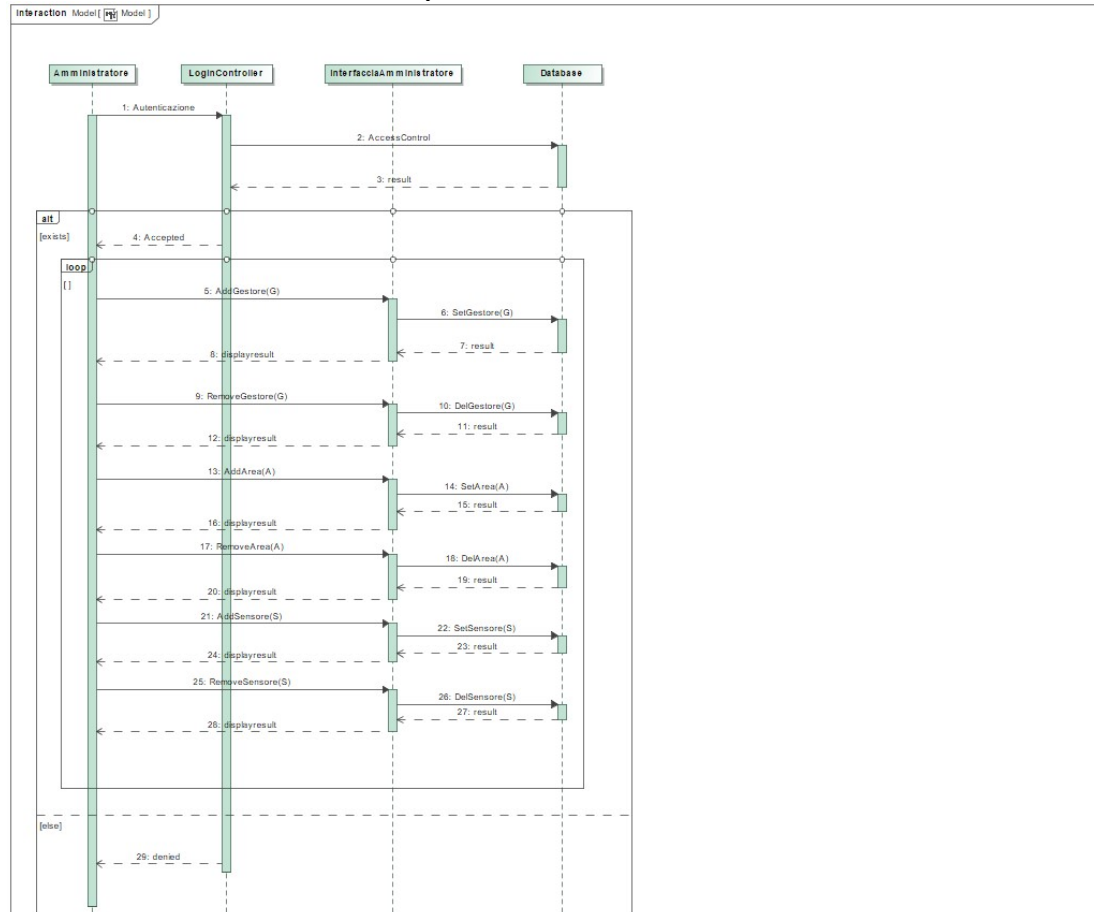 interaction Model [ Model ]
Amministratore
LoginController
InterfacciaAmministratore
Database
1: Autenticazione
2: AccessControl
3: result
alt
[exists]
4: Accepted
loop
[ ]
5: AddGestore(G)
6: SetGestore(G)
7: result
8: displayresult
9: RemoveGestore(G)
10: DelGestore(G)
11: result
12: displayresult
13: AddArea(A)
14: SetArea(A)
15: result
16: displayresult
17: RemoveArea(A)
18: DelArea(A)
19: result
20: displayresult
21: AddSensore(S)
22: SetSensore(S)
23: result
24: displayresult
25: RemoveSensore(S)
26: DelSensore(S)
27: result
28: displayresult
[else]
29: denied